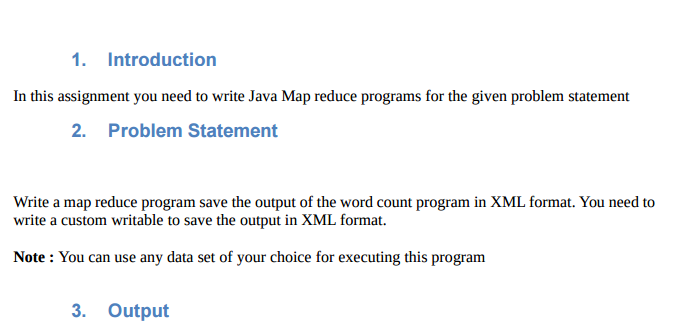 1. Introduction
In this assignment you need to write Java Map reduce programs for the given problem statement
2. Problem Statement
Write a map reduce program save the output of the word count program in XML format. You need to
write a custom writable to save the output in XML format.
Note : You can use any data set of your choice for executing this program
3. Output